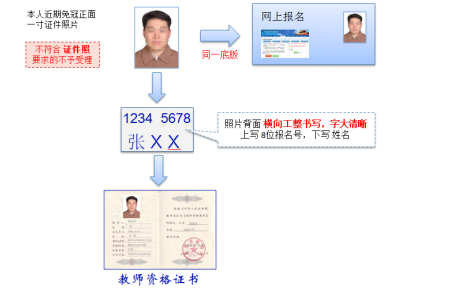 本人近期免冠正面
一寸证件照片
不符合 证件照
要求的不予受理
同一底版
网上报名
1234 5678
张 X X
照片背面 横向工整书写，字大清晰
上写 8位报名号，下写 姓名
教师资格证书